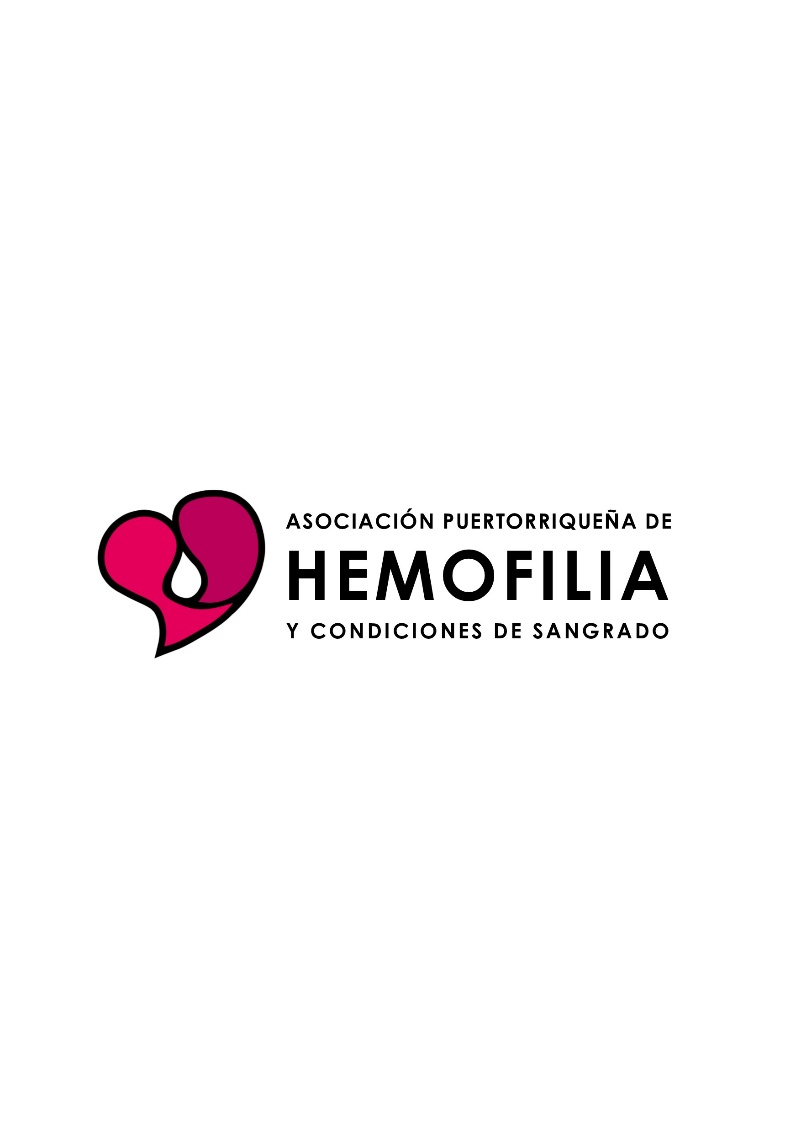 ASOCIACIÓN PUERTORRIQUEÑA DE
HEMOFILIA
Y CONDICIONES DE SANGRADO